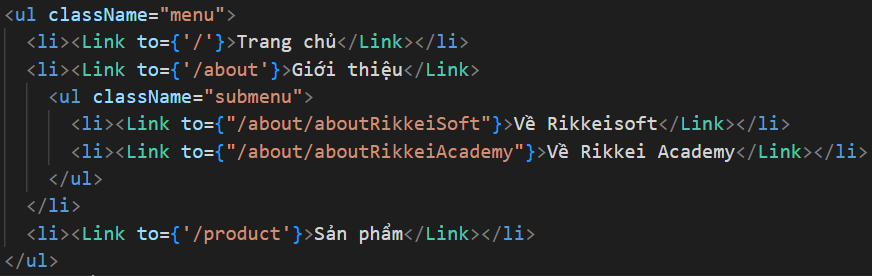 <ul className="menu">
<li><Link to={'/'}>Trang chủ</Link></li>
<li><Link to={'/about'}>Giới thiệu</Link>
<ul className="submenu">
<li><Link to={"/about/aboutRikkeiSoft"}>Về Rikkeisoft</Link></li>
<li><Link to={"/about/aboutRikkeiAcademy"}>Về Rikkei Academy</Link></li>
</ul>
</li>
<li><Link to={'/product'}>Sản phẩm</Link></li>
</ul>